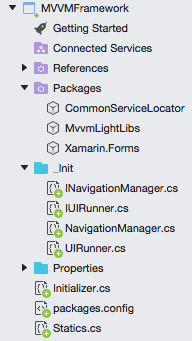 MVVMFramework
Getting Started
Connected Services
References
Packages
CommonServiceLocator
MvvmLightLibs
Xamarin.Forms
_Init
INavigationManager.cs
IUIRunner.cs
NavigationManager.cs
UIRunner.cs
Properties
Initializer.cs
packages.config
Statics.cs